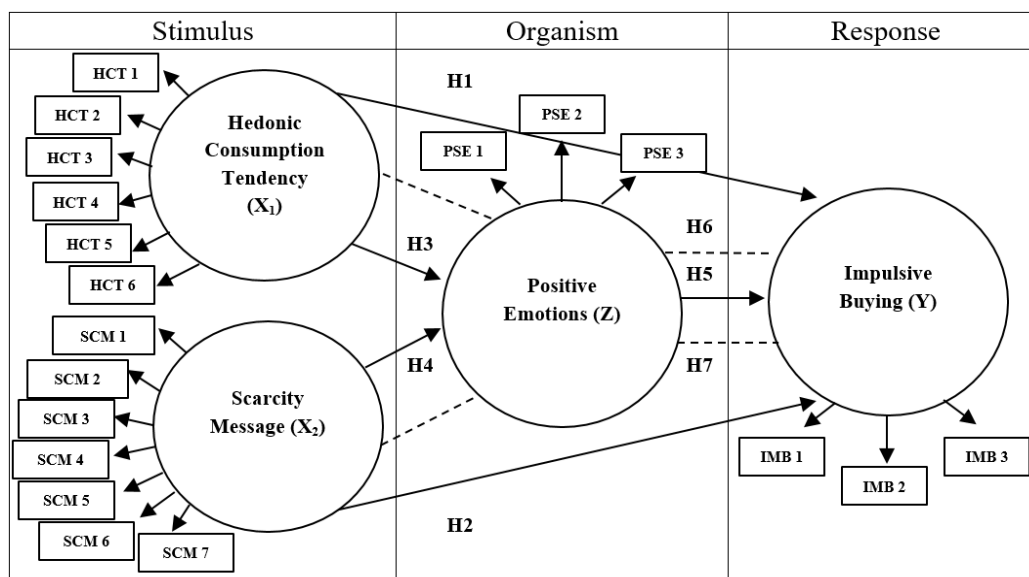 Stimulus
Organism
Response
HCT 1
HCT 2
HCT 3
HCT 4
HCT 5
HCT 6
Hedonic
Consumption
Tendency
(X₁)
SCM 1
SCM 2
SCM 3
SCM 4
SCM 5
SCM 6
SCM 7
Scarcity
Message (X₂)
H1
PSE 1
PSE 2
PSE 3
H3
H4
Positive
Emotions (Z)
H6
H5
H7
H2
Impulsive
Buying (Y)
IMB 1
IMB 2
IMB 3